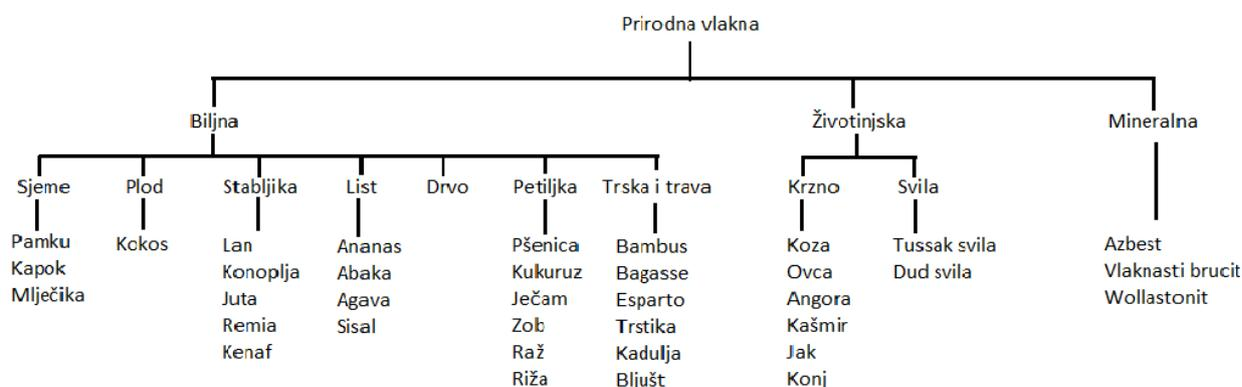 Prirodna vlakna
Biljna
Životinjska
Mineralna
Sjeme
Plod
Stabljika
List
Drvo
Petiljka
Trska i trava
Krzno
Svila
Pamku
Kapok
Mlječika
Kokos
Lan
Konoplja
Juta
Remia
Kenaf
Ananas
Abaka
Agava
Sisal
Pšenica
Kukuruz
Ječam
Zob
Raž
Riža
Bambus
Bagasse
Esparto
Trstika
Kadulja
Bljušt
Koza
Ovca
Angora
Kašmir
Jak
Konj
Tussak svila
Dud svila
Azbest
Vlaknasti brucit
Wollastonit